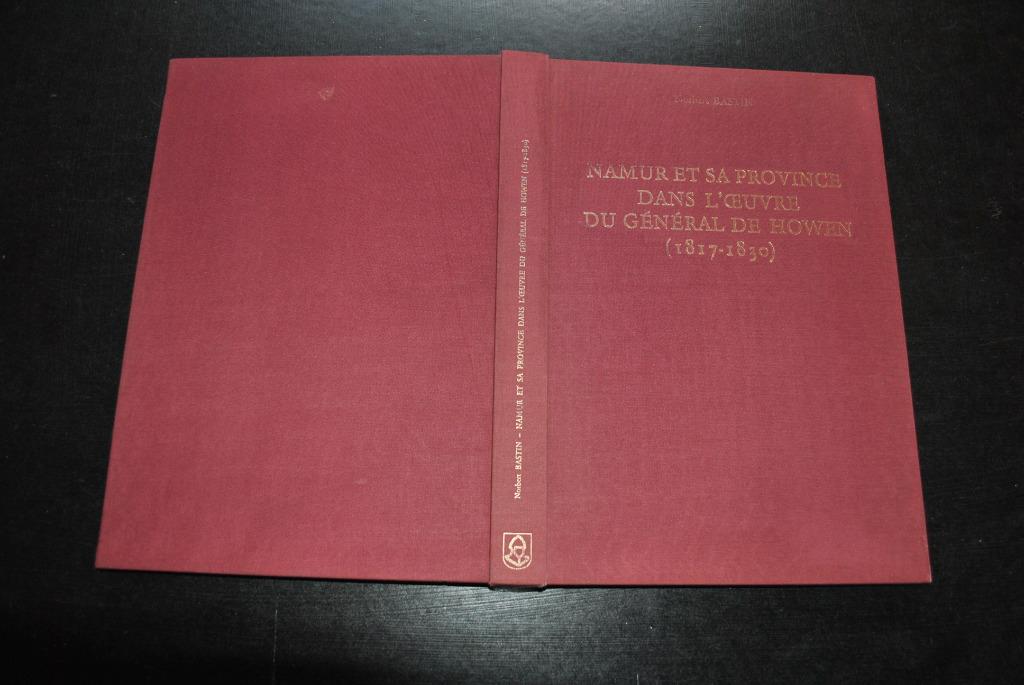 Norbert BASTIN
NAMUR ET SA PROVINCE
DANS L'ŒUVRE
DU GÉNÉRAL DE HOWEN
(1817-1830)
Norbert BASTIN - NAMUR ET SA PROVINCE DANS L'ŒUVRE DU GÉNÉRAL DE HOWEN (1817-1830)